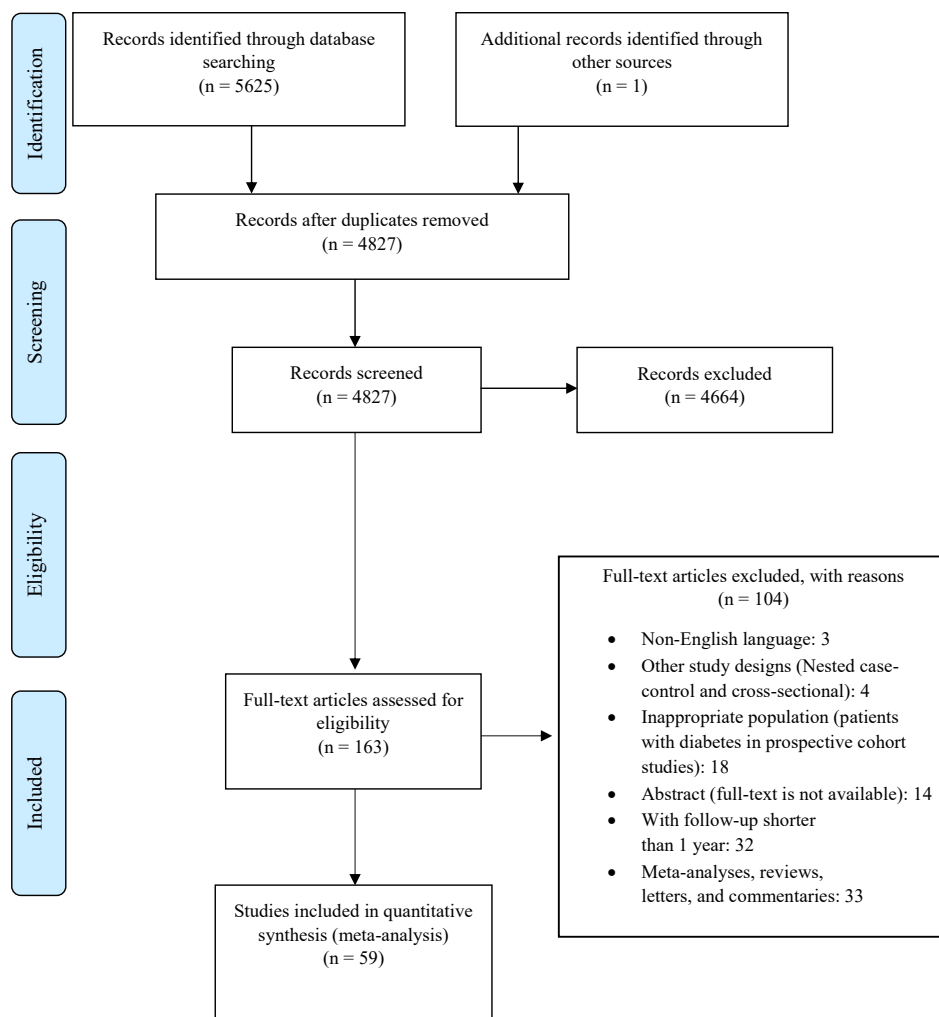 Identification
Records identified through database
searching
(n = 5625)
Additional records identified through
other sources
(n = 1)
Records after duplicates removed
(n = 4827)
Screening
Records screened
(n = 4827)
Records excluded
(n = 4664)
Eligibility
Full-text articles assessed for
eligibility
(n = 163)
Full-text articles excluded, with reasons
(n = 104)
• Non-English language: 3
• Other study designs (Nested case-
control and cross-sectional): 4
• Inappropriate population (patients
with diabetes in prospective cohort
studies): 18
• Abstract (full-text is not available): 14
• With follow-up shorter
than 1 year: 32
• Meta-analyses, reviews,
letters, and commentaries: 33
Included
Studies included in quantitative
synthesis (meta-analysis)
(n = 59)